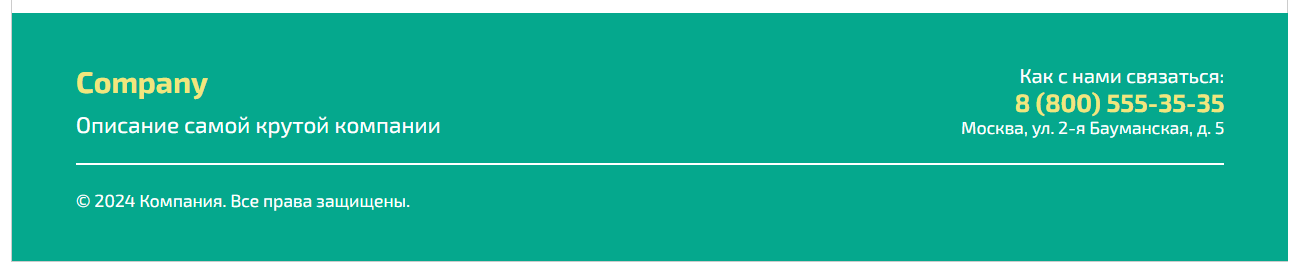 Company
Описание самой крутой компании
Как с нами связаться:
8 (800) 555-35-35
Москва, ул. 2-я Бауманская, д. 5
© 2024 Компания. Все права защищены.